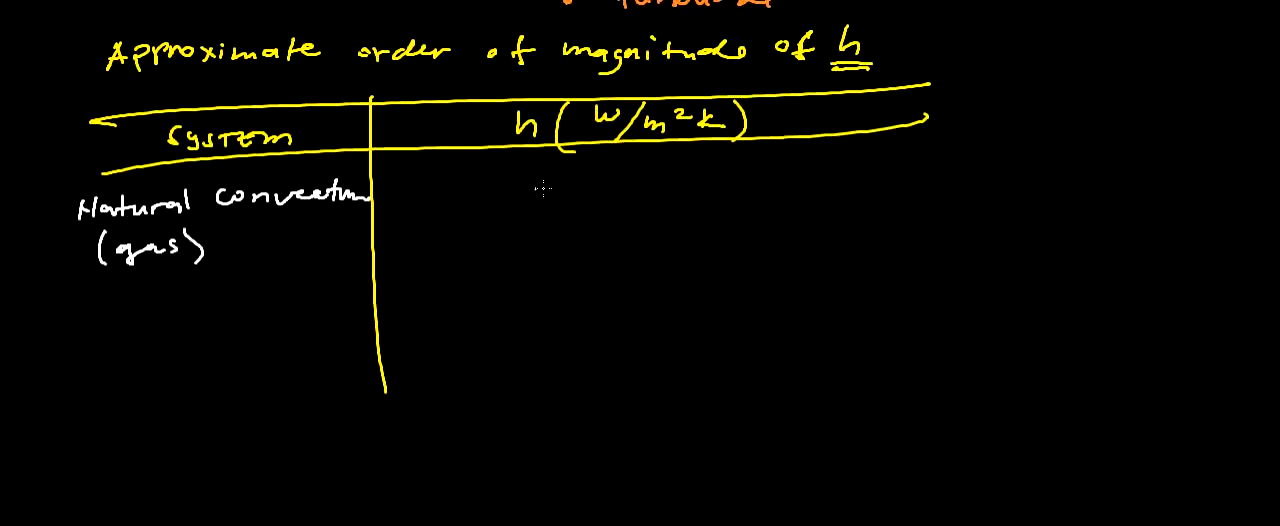 Approximate order of magnitude of h
SYSTEM h (W/m²K)
Natural convection
(gas)